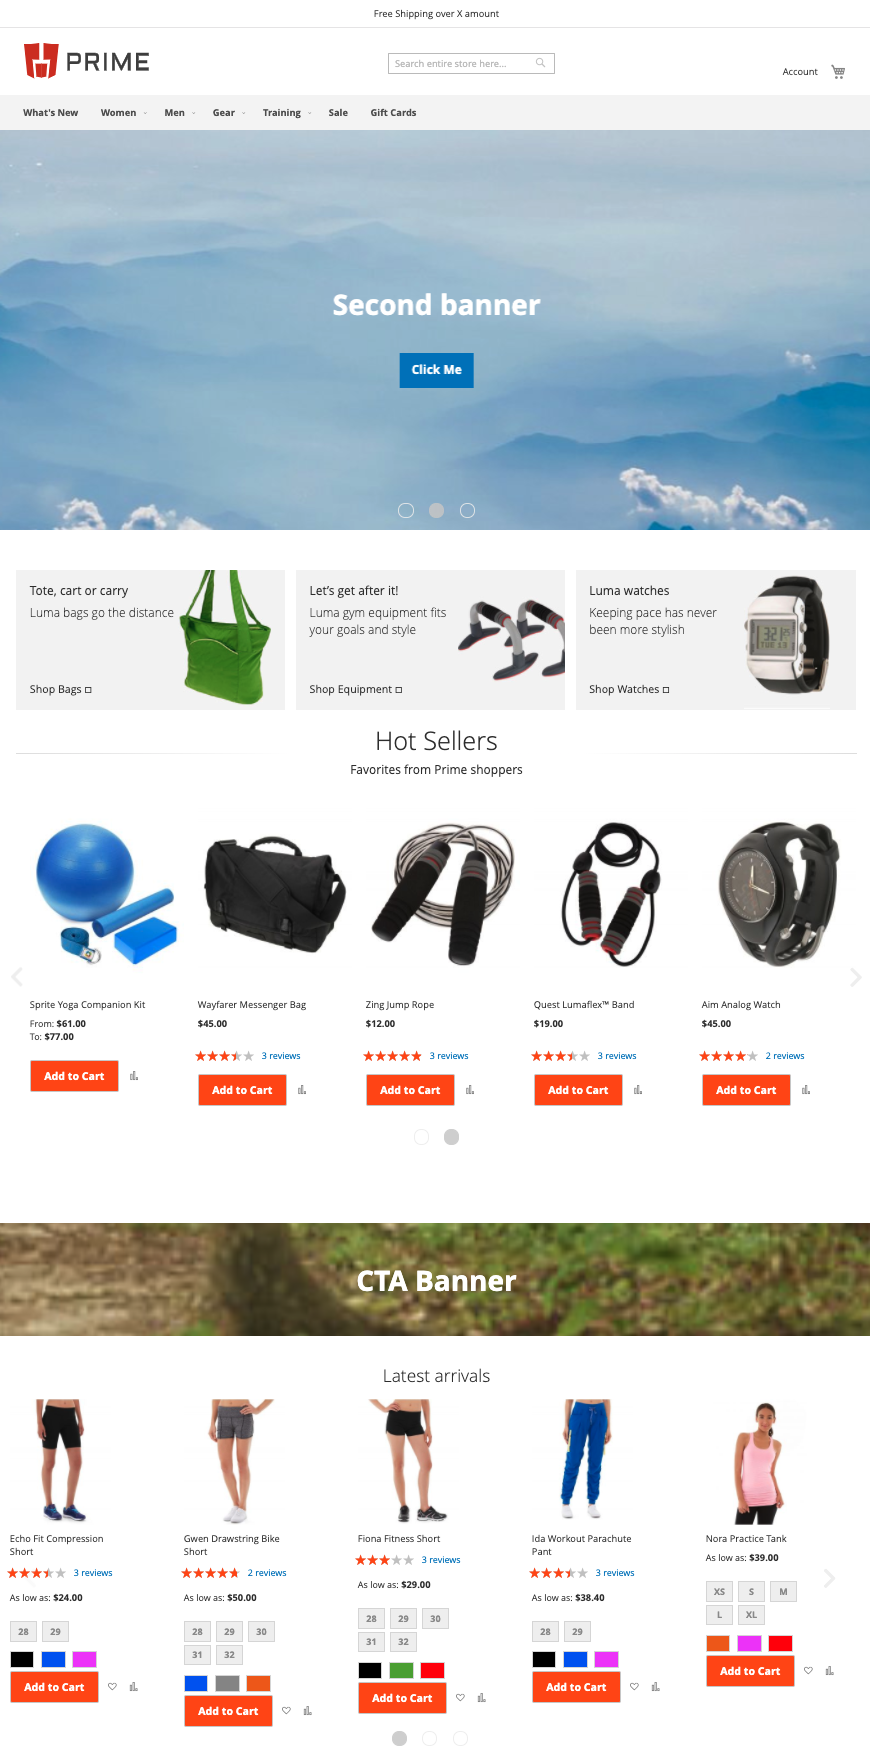 Free Shipping over X amount
PRIME
Search entire store here...
Account
What's New Women Men Gear Training Sale Gift Cards
Second banner
Click Me
Tote, cart or carry
Luma bags go the distance
Shop Bags
Let's get after it!
Luma gym equipment fits
your goals and style
Shop Equipment
Luma watches
Keeping pace has never
been more stylish
Shop Watches
Hot Sellers
Favorites from Prime shoppers
Sprite Yoga Companion Kit
From: $61.00
To: $77.00
Add to Cart
Wayfarer Messenger Bag
$45.00
3 reviews
Add to Cart
Zing Jump Rope
$12.00
3 reviews
Add to Cart
Quest Lumaflex™ Band
$19.00
3 reviews
Add to Cart
Aim Analog Watch
$45.00
2 reviews
Add to Cart
CTA Banner
Latest arrivals
Echo Fit Compression
Short
3 reviews
As low as: $24.00
28 29
Add to Cart
Gwen Drawstring Bike
Short
2 reviews
As low as: $50.00
28 29 30
31 32
Add to Cart
Fiona Fitness Short
3 reviews
As low as: $29.00
28 29 30
31 32
Add to Cart
Ida Workout Parachute
Pant
3 reviews
As low as: $38.40
28 29
Add to Cart
Nora Practice Tank
As low as: $39.00
XS S M
L XL
Add to Cart